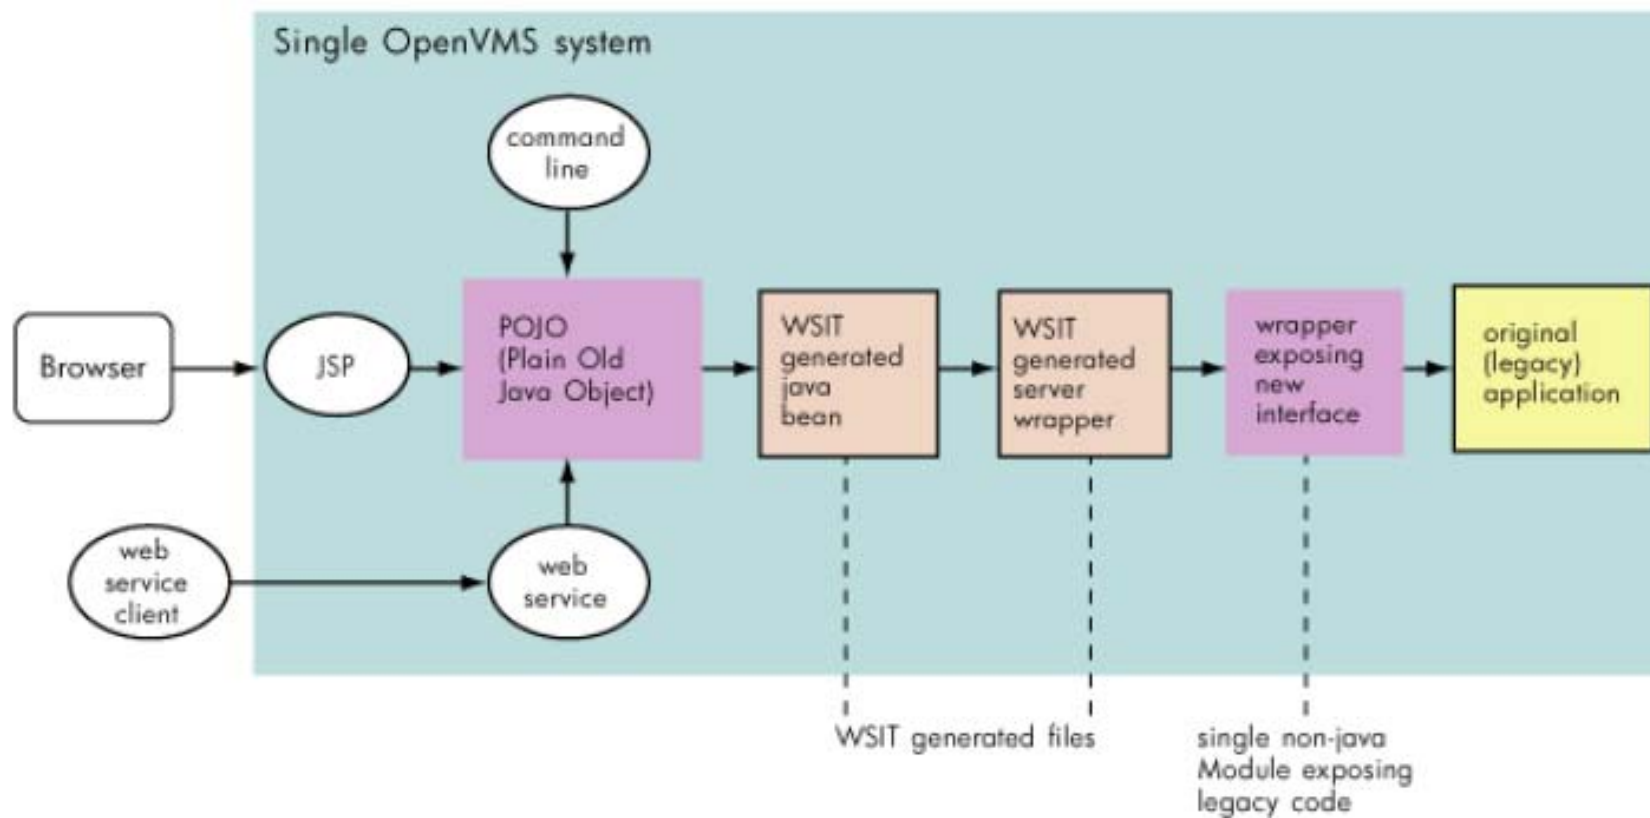 Single OpenVMS system
command
line
Browser
JSP
POJO
(Plain Old
Java Object)
WSIT
generated
java
bean
WSIT
generated
server
wrapper
wrapper
exposing
new
interface
original
(legacy)
application
web
service
client
web
service
WSIT generated files
single non-java
Module exposing
legacy code